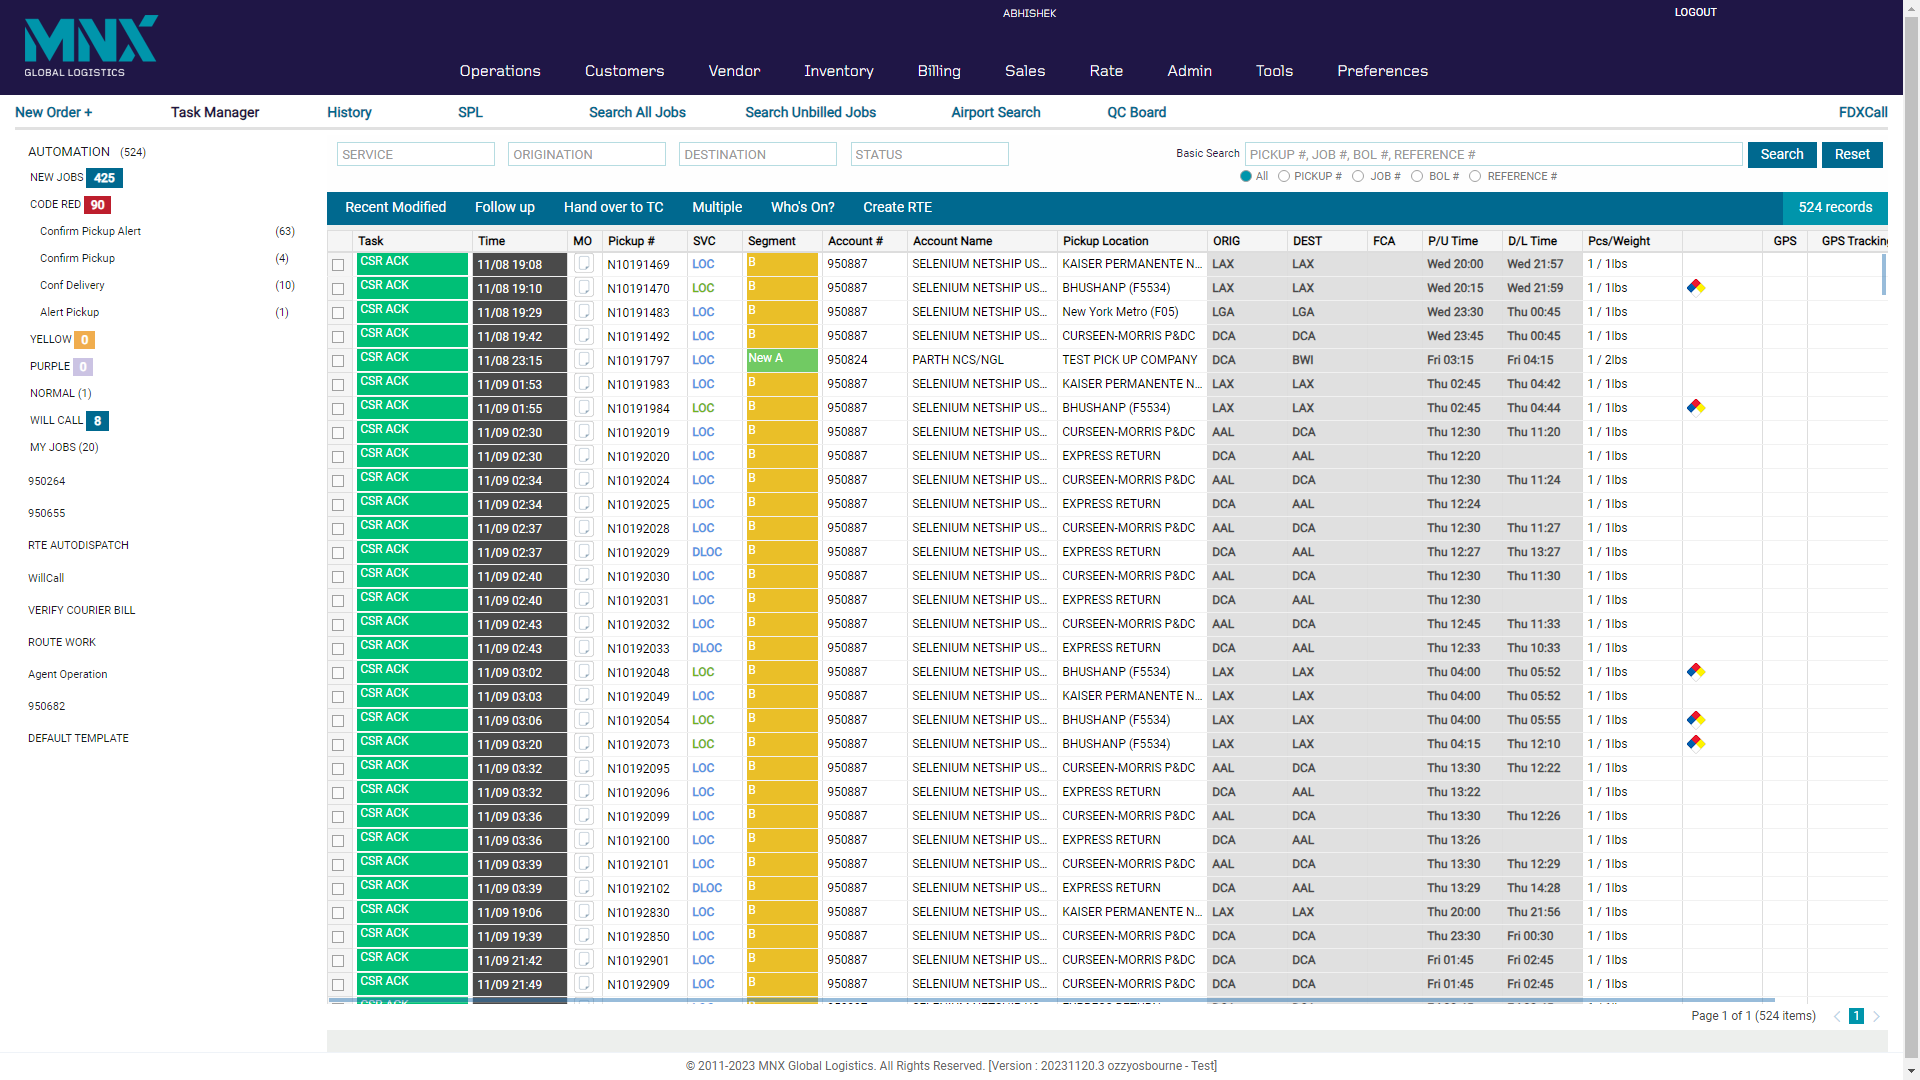 MNX
GLOBAL LOGISTICS
ABHISHEK
LOGOUT
Operations Customers Vendor Inventory Billing Sales Rate Admin Tools Preferences
New Order + Task Manager History SPL Search All Jobs Search Unbilled Jobs Airport Search QC Board FDXCall
AUTOMATION (524)
NEW JOBS 425
CODE RED 90
Confirm Pickup Alert (63)
Confirm Pickup (4)
Conf Delivery (10)
Alert Pickup (1)
YELLOW 0
PURPLE 0
NORMAL (1)
WILL CALL 8
MY JOBS (20)
950264
950655
RTE AUTODISPATCH
WillCall
VERIFY COURIER BILL
ROUTE WORK
Agent Operation
950682
DEFAULT TEMPLATE
SERVICE ORIGINATION DESTINATION STATUS Basic Search PICKUP #, JOB #, BOL #, REFERENCE # Search Reset
All PICKUP # JOB # BOL # REFERENCE #
Recent Modified Follow up Hand over to TC Multiple Who's On? Create RTE 524 records
Task Time MO Pickup # SVC Segment Account # Account Name Pickup Location ORIG DEST FCA P/U Time D/L Time Pcs/Weight GPS GPS Tracking
CSR ACK 11/08 19:08 N10191469 LOC B 950887 SELENIUM NETSHIP US... KAISER PERMANENTE N... LAX LAX Wed 20:00 Wed 21:57 1 / 1lbs
CSR ACK 11/08 19:10 N10191470 LOC B 950887 SELENIUM NETSHIP US... BHUSHANP (F5534) LAX LAX Wed 20:15 Wed 21:59 1 / 1lbs
CSR ACK 11/08 19:29 N10191483 LOC B 950887 SELENIUM NETSHIP US... New York Metro (F05) LGA LGA Wed 23:30 Thu 00:45 1 / 1lbs
CSR ACK 11/08 19:42 N10191492 LOC B 950887 SELENIUM NETSHIP US... CURSEEN-MORRIS P&DC DCA DCA Wed 23:45 Thu 00:45 1 / 1lbs
CSR ACK 11/08 23:15 N10191797 LOC New A 950824 PARTH NCS/NGL TEST PICK UP COMPANY DCA BWI Fri 03:15 Fri 04:15 1 / 2lbs
CSR ACK 11/09 01:53 N10191983 LOC B 950887 SELENIUM NETSHIP US... KAISER PERMANENTE N... LAX LAX Thu 02:45 Thu 04:42 1 / 1lbs
CSR ACK 11/09 01:55 N10191984 LOC B 950887 SELENIUM NETSHIP US... BHUSHANP (F5534) LAX LAX Thu 02:45 Thu 04:44 1 / 1lbs
CSR ACK 11/09 02:30 N10192019 LOC B 950887 SELENIUM NETSHIP US... CURSEEN-MORRIS P&DC AAL DCA Thu 12:30 Thu 11:20 1 / 1lbs
CSR ACK 11/09 02:30 N10192020 LOC B 950887 SELENIUM NETSHIP US... EXPRESS RETURN DCA AAL Thu 12:20 1 / 1lbs
CSR ACK 11/09 02:34 N10192024 LOC B 950887 SELENIUM NETSHIP US... CURSEEN-MORRIS P&DC AAL DCA Thu 12:30 Thu 11:24 1 / 1lbs
CSR ACK 11/09 02:34 N10192025 LOC B 950887 SELENIUM NETSHIP US... EXPRESS RETURN DCA AAL Thu 12:24 1 / 1lbs
CSR ACK 11/09 02:37 N10192028 LOC B 950887 SELENIUM NETSHIP US... CURSEEN-MORRIS P&DC AAL DCA Thu 12:30 Thu 11:27 1 / 1lbs
CSR ACK 11/09 02:37 N10192029 DLOC B 950887 SELENIUM NETSHIP US... EXPRESS RETURN DCA AAL Thu 12:27 Thu 13:27 1 / 1lbs
CSR ACK 11/09 02:40 N10192030 LOC B 950887 SELENIUM NETSHIP US... CURSEEN-MORRIS P&DC AAL DCA Thu 12:30 Thu 11:30 1 / 1lbs
CSR ACK 11/09 02:40 N10192031 LOC B 950887 SELENIUM NETSHIP US... EXPRESS RETURN DCA AAL Thu 12:30 1 / 1lbs
CSR ACK 11/09 02:43 N10192032 LOC B 950887 SELENIUM NETSHIP US... CURSEEN-MORRIS P&DC AAL DCA Thu 12:45 Thu 11:33 1 / 1lbs
CSR ACK 11/09 02:43 N10192033 DLOC B 950887 SELENIUM NETSHIP US... EXPRESS RETURN DCA AAL Thu 12:33 Thu 10:33 1 / 1lbs
CSR ACK 11/09 03:02 N10192048 LOC B 950887 SELENIUM NETSHIP US... BHUSHANP (F5534) LAX LAX Thu 04:00 Thu 05:52 1 / 1lbs
CSR ACK 11/09 03:03 N10192049 LOC B 950887 SELENIUM NETSHIP US... KAISER PERMANENTE N... LAX LAX Thu 04:00 Thu 05:52 1 / 1lbs
CSR ACK 11/09 03:06 N10192054 LOC B 950887 SELENIUM NETSHIP US... BHUSHANP (F5534) LAX LAX Thu 04:00 Thu 05:55 1 / 1lbs
CSR ACK 11/09 03:20 N10192073 LOC B 950887 SELENIUM NETSHIP US... BHUSHANP (F5534) LAX LAX Thu 04:15 Thu 12:10 1 / 1lbs
CSR ACK 11/09 03:32 N10192095 LOC B 950887 SELENIUM NETSHIP US... CURSEEN-MORRIS P&DC AAL DCA Thu 13:30 Thu 12:22 1 / 1lbs
CSR ACK 11/09 03:32 N10192096 LOC B 950887 SELENIUM NETSHIP US... EXPRESS RETURN DCA AAL Thu 13:22 1 / 1lbs
CSR ACK 11/09 03:36 N10192099 LOC B 950887 SELENIUM NETSHIP US... CURSEEN-MORRIS P&DC AAL DCA Thu 13:30 Thu 12:26 1 / 1lbs
CSR ACK 11/09 03:36 N10192100 LOC B 950887 SELENIUM NETSHIP US... EXPRESS RETURN DCA AAL Thu 13:26 1 / 1lbs
CSR ACK 11/09 03:39 N10192101 LOC B 950887 SELENIUM NETSHIP US... CURSEEN-MORRIS P&DC AAL DCA Thu 13:30 Thu 12:29 1 / 1lbs
CSR ACK 11/09 03:39 N10192102 DLOC B 950887 SELENIUM NETSHIP US... EXPRESS RETURN DCA AAL Thu 13:29 Thu 14:28 1 / 1lbs
CSR ACK 11/09 19:06 N10192830 LOC B 950887 SELENIUM NETSHIP US... KAISER PERMANENTE N... LAX LAX Thu 20:00 Thu 21:56 1 / 1lbs
CSR ACK 11/09 19:39 N10192850 LOC B 950887 SELENIUM NETSHIP US... CURSEEN-MORRIS P&DC DCA DCA Thu 23:30 Fri 00:30 1 / 1lbs
CSR ACK 11/09 21:42 N10192901 LOC B 950887 SELENIUM NETSHIP US... CURSEEN-MORRIS P&DC DCA DCA Fri 01:45 Fri 02:45 1 / 1lbs
CSR ACK 11/09 21:49 N10192909 LOC B 950887 SELENIUM NETSHIP US... CURSEEN-MORRIS P&DC DCA DCA Fri 01:45 Fri 02:45 1 / 1lbs
Page 1 of 1 (524 items) 1
© 2011-2023 MNX Global Logistics. All Rights Reserved. [Version : 20231120.3 ozzyosbourne - Test]